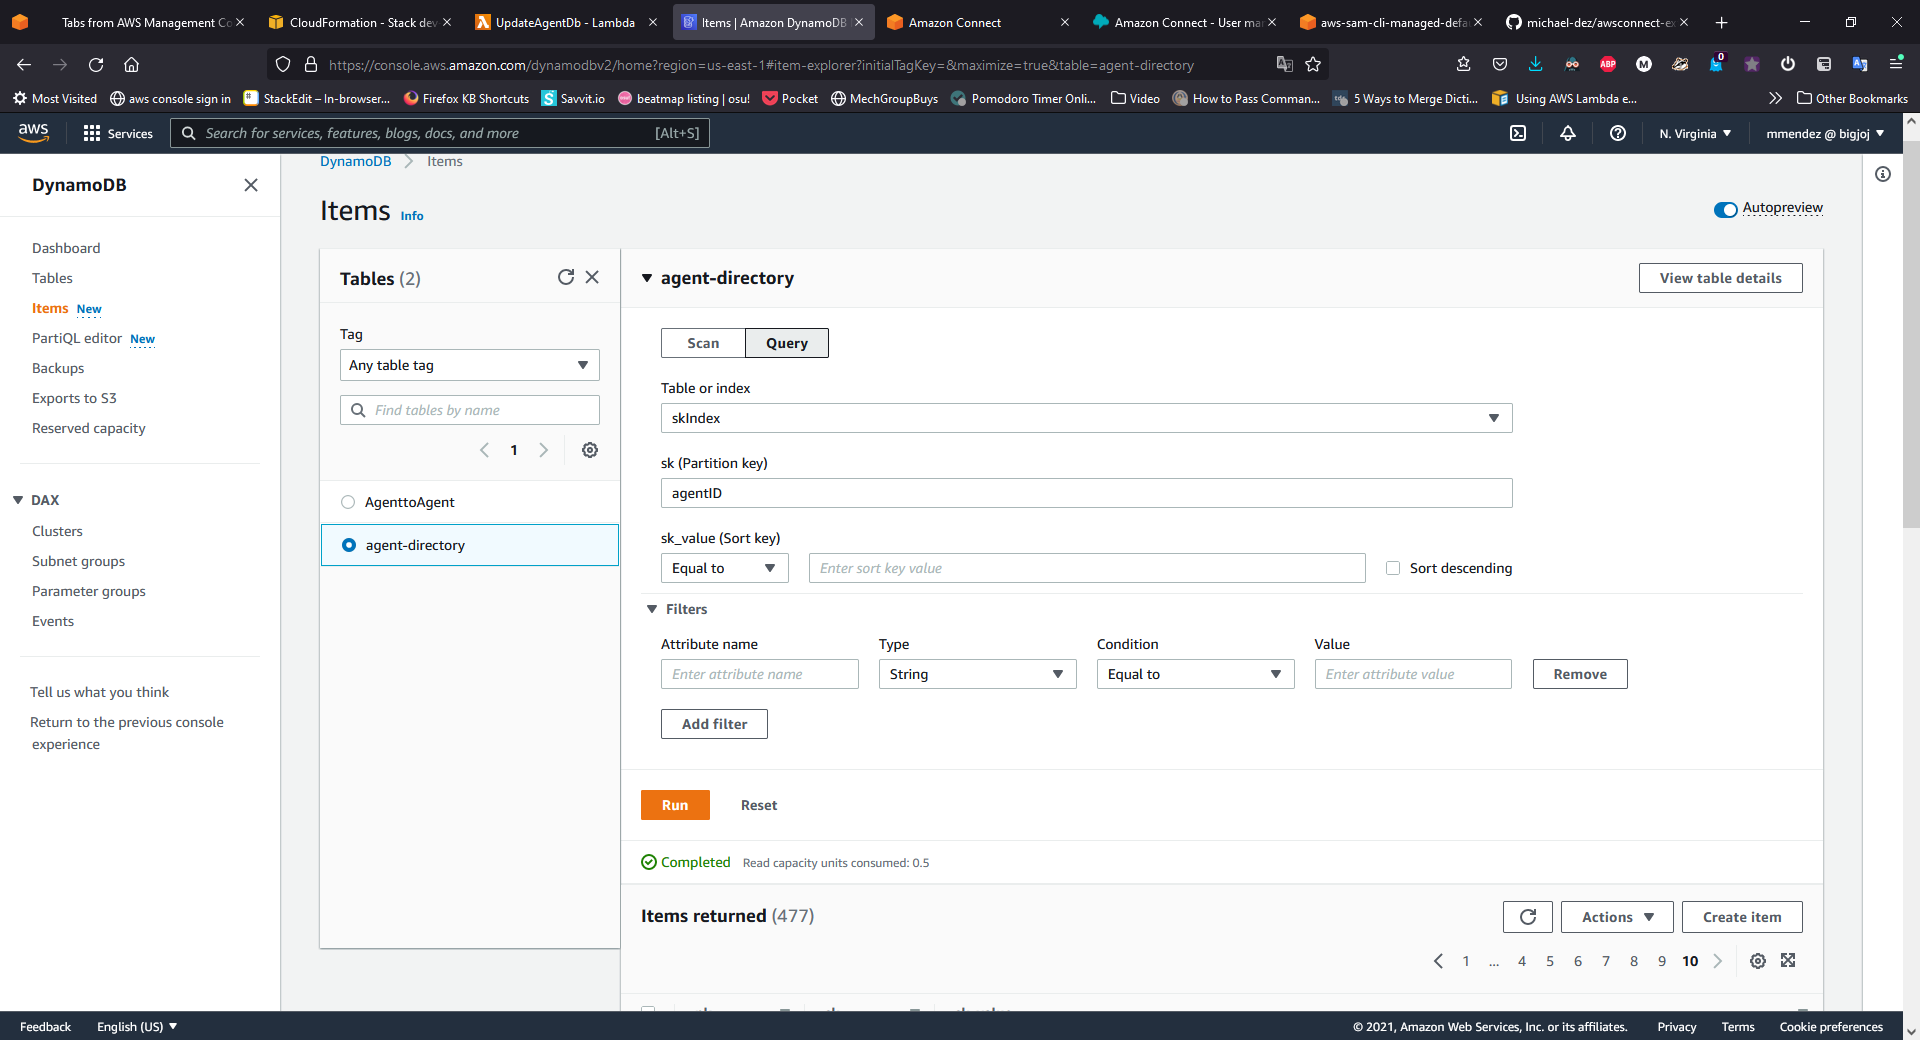 Tabs from AWS Management Co
CloudFormation - Stack dev
UpdateAgentDb - Lambda
Items | Amazon DynamoDB
Amazon Connect
Amazon Connect - User ma
aws-sam-cli-managed-defa
michael-dez/awsconnect-e
https://console.aws.amazon.com/dynamodbv2/home?region=us-east-1#item-explorer?initialTagKey=&maximize=true&table=agent-directory
ABP
M
0
Most Visited
aws console sign in
StackEdit – In-browser...
Firefox KB Shortcuts
Savvit.io
beatmap listing | osu!
Pocket
MechGroupBuys
Pomodoro Timer Onli...
Video
How to Pass Comman...
5 Ways to Merge Dicti...
Using AWS Lambda e...
Other Bookmarks
aws
Services
Search for services, features, blogs, docs, and more
[Alt+S]
N. Virginia
mmendez @ bigjoj
DynamoDB
Dashboard
Tables
Items New
PartiQL editor New
Backups
Exports to S3
Reserved capacity
DAX
Clusters
Subnet groups
Parameter groups
Events
Tell us what you think
Return to the previous console
experience
DynamoDB
Items
Items Info
Autopreview
Tables (2)
Tag
Any table tag
Find tables by name
1
AgenttoAgent
agent-directory
agent-directory
View table details
Scan
Query
Table or index
skIndex
sk (Partition key)
agentID
sk_value (Sort key)
Equal to
Enter sort key value
Sort descending
Filters
Attribute name
Type
Condition
Value
Enter attribute name
String
Equal to
Enter attribute value
Remove
Add filter
Run
Reset
Completed
Read capacity units consumed: 0.5
Items returned (477)
Actions
Create item
1 ... 4 5 6 7 8 9 10
Feedback
English (US)
© 2021, Amazon Web Services, Inc. or its affiliates.
Privacy
Terms
Cookie preferences